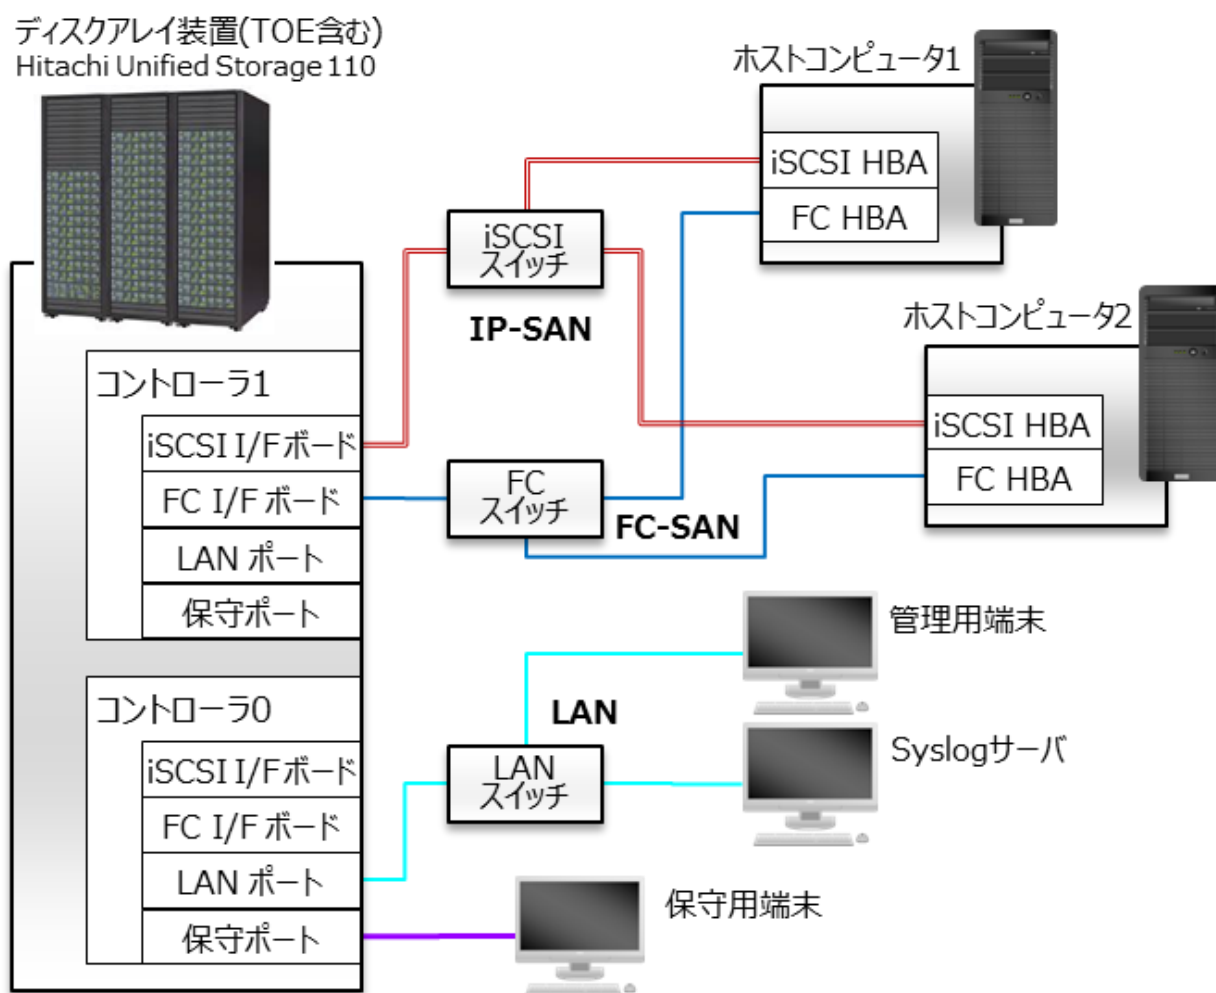 ディスクアレイ装置(TOE含む)
Hitachi Unified Storage 110
ホストコンピュータ1
iSCSI HBA
FC HBA
iSCSI
スイッチ
IP-SAN
ホストコンピュータ2
iSCSI HBA
FC HBA
コントローラ1
iSCSI I/Fボード
FC I/F ボード
LAN ポート
保守ポート
FC
スイッチ
FC-SAN
管理用端末
コントローラ0
iSCSI I/Fボード
FC I/F ボード
LAN ポート
保守ポート
LAN
LAN
スイッチ
Syslogサーバ
保守用端末